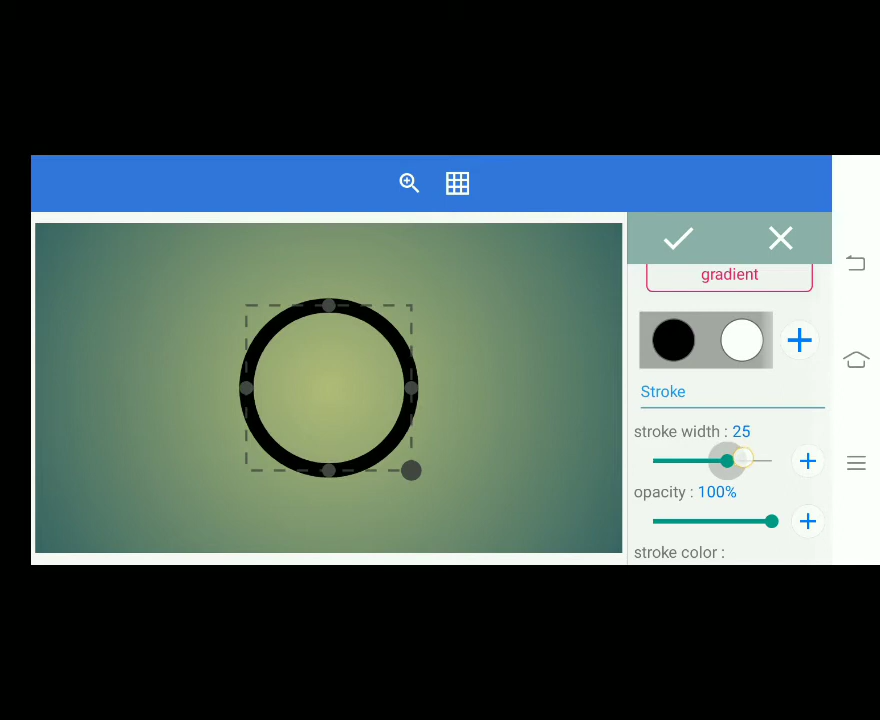 gradient
Stroke
stroke width : 25
opacity : 100%
stroke color :